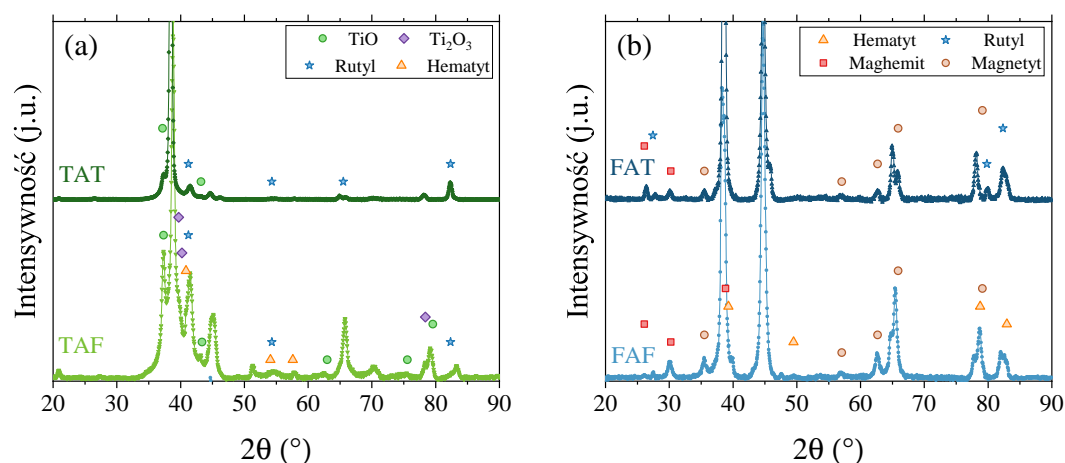 (a)
TiO Ti₂O₃
Rutyl Hematyt
TAT
TAF
Intensywność (j.u.)
20 30 40 50 60 70 80 90
2θ (°)
(b)
Hematyt Rutyl
Maghemit Magnetyt
FAT
FAF
Intensywność (j.u.)
20 30 40 50 60 70 80 90
2θ (°)